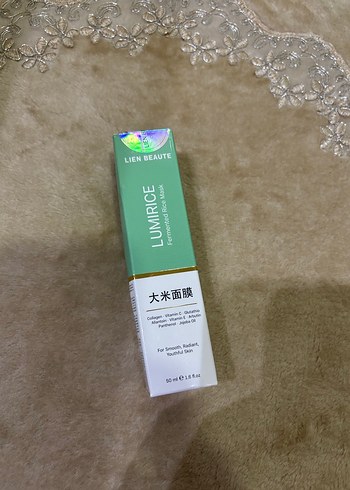 LIEN BEAUTÉ
LUMIRICE
Fermented Rice Mask
大米面膜
Collagen · Vitamin C · Glutathione
Allantoin · Vitamin E · Arbutin
Panthenol · Jojoba Oil
For Smooth, Radiant,
Youthful Skin
50 ml ℮ 1.6 fl.oz